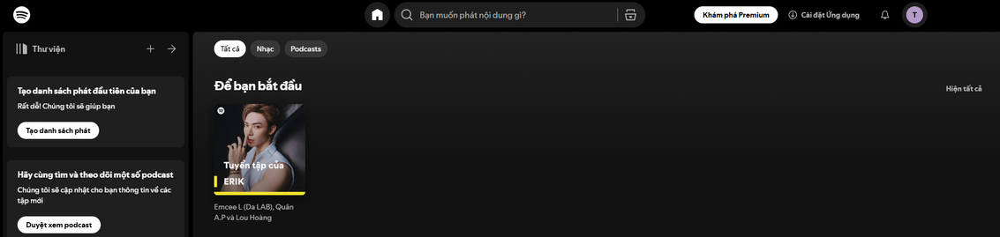 Bạn muốn phát nội dung gì?
Khám phá Premium
Cài đặt Ứng dụng
T
Thư viện
Tạo danh sách phát đầu tiên của bạn
Rất dễ! Chúng tôi sẽ giúp bạn
Tạo danh sách phát
Hãy cùng tìm và theo dõi một số podcast
Chúng tôi sẽ cập nhật cho bạn thông tin về các
tập mới
Duyệt xem podcast
Tất cả
Nhạc
Podcasts
Để bạn bắt đầu
Hiện tất cả
Tuyển tập của
ERIK
Emcee L (Da LAB), Quân
A.P và Lou Hoàng